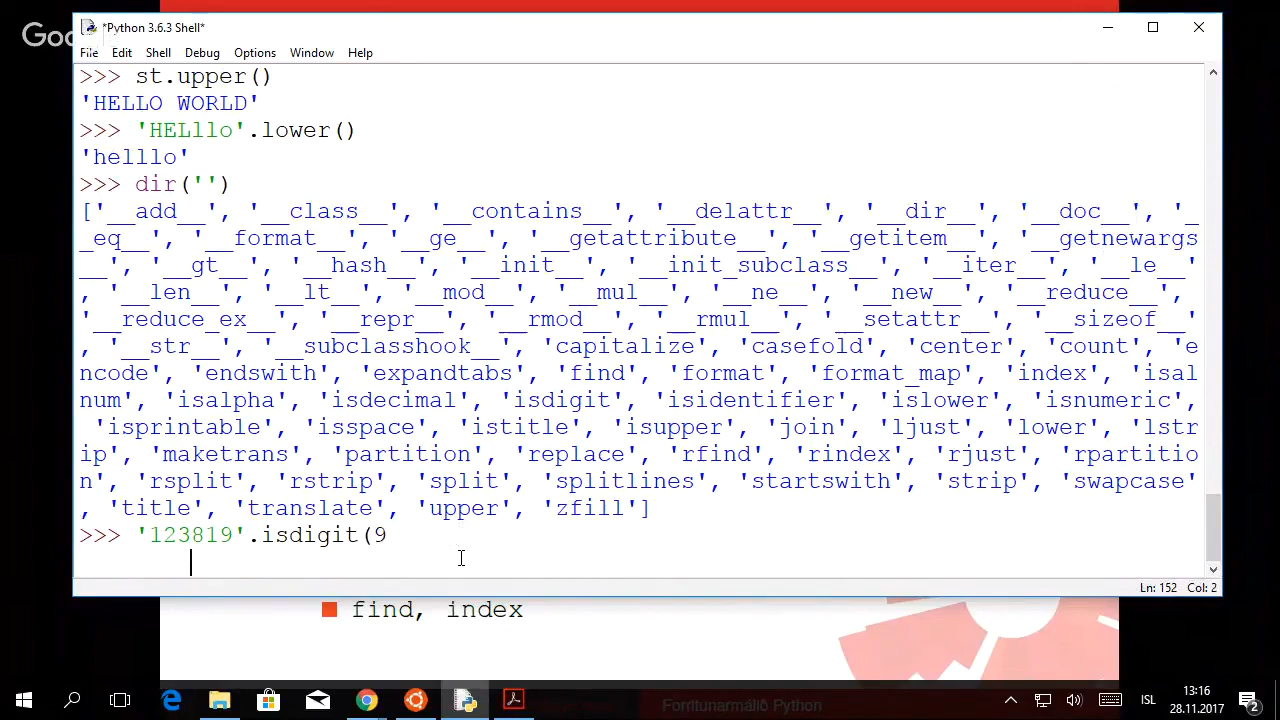 Goo
*Python 3.6.3 Shell*
File Edit Shell Debug Options Window Help
>>> st.upper()
'HELLO WORLD'
>>> 'HELllo'.lower()
'helllo'
>>> dir('')
['__add__', '__class__', '__contains__', '__delattr__', '__dir__', '__doc__', '_
_eq__', '__format__', '__ge__', '__getattribute__', '__getitem__', '__getnewargs
__', '__gt__', '__hash__', '__init__', '__init_subclass__', '__iter__', '__le__'
, '__len__', '__lt__', '__mod__', '__mul__', '__ne__', '__new__', '__reduce__',
'__reduce_ex__', '__repr__', '__rmod__', '__rmul__', '__setattr__', '__sizeof__'
, '__str__', '__subclasshook__', 'capitalize', 'casefold', 'center', 'count', 'e
ncode', 'endswith', 'expandtabs', 'find', 'format', 'format_map', 'index', 'isal
num', 'isalpha', 'isdecimal', 'isdigit', 'isidentifier', 'islower', 'isnumeric',
'isprintable', 'isspace', 'istitle', 'isupper', 'join', 'ljust', 'lower', 'lstr
ip', 'maketrans', 'partition', 'replace', 'rfind', 'rindex', 'rjust', 'rpartitio
n', 'rsplit', 'rstrip', 'split', 'splitlines', 'startswith', 'strip', 'swapcase'
, 'title', 'translate', 'upper', 'zfill']
>>> '123819'.isdigit(9
Ln: 152 Col: 2
find, index
Forritunarmálið Python
ISL
13:16
28.11.2017
2